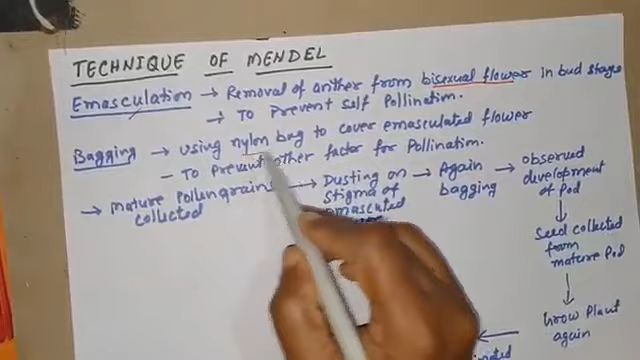 TECHNIQUE OF MENDEL
Emasculation → Removal of anther from bisexual flower in bud stage
→ To Prevent self Pollination.
Bagging → using nylon bag to cover emasculated flower
- To Prevent other factor for Pollination.
→ Mature Pollengrains → Dusting on → Again → observed
collected stigma of bagging development
of Pod
Seed collected
from
mature Pod
Grow Plant
again